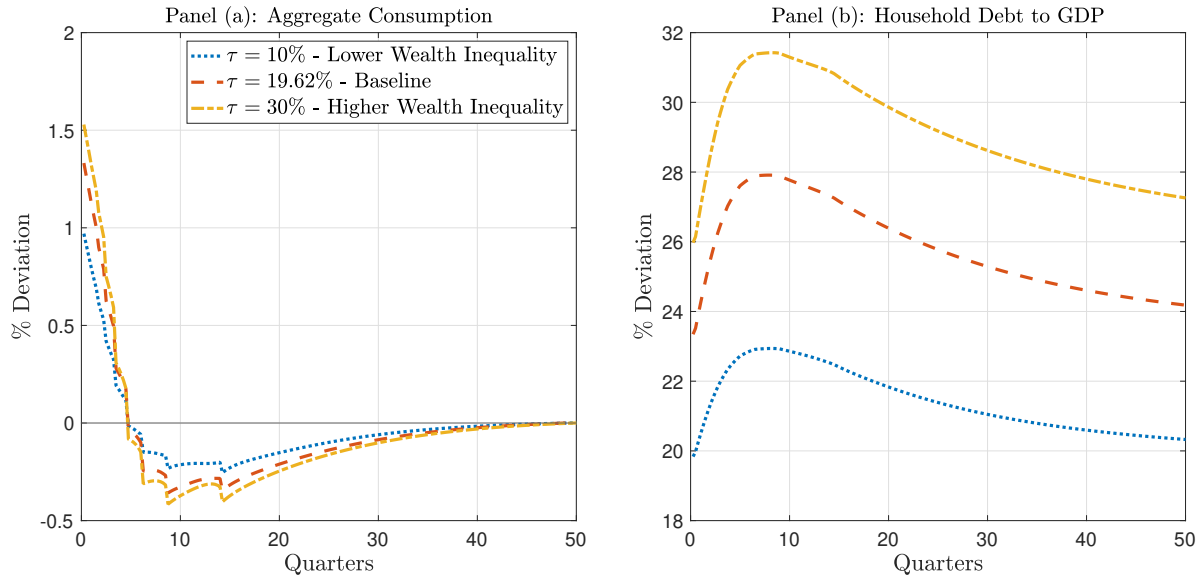 Panel (a): Aggregate Consumption
2
1.5
1
0.5
0
-0.5
% Deviation
τ = 10% - Lower Wealth Inequality
τ = 19.62% - Baseline
τ = 30% - Higher Wealth Inequality
0 10 20 30 40 50
Quarters
Panel (b): Household Debt to GDP
32
30
28
26
24
22
20
18
% Deviation
0 10 20 30 40 50
Quarters